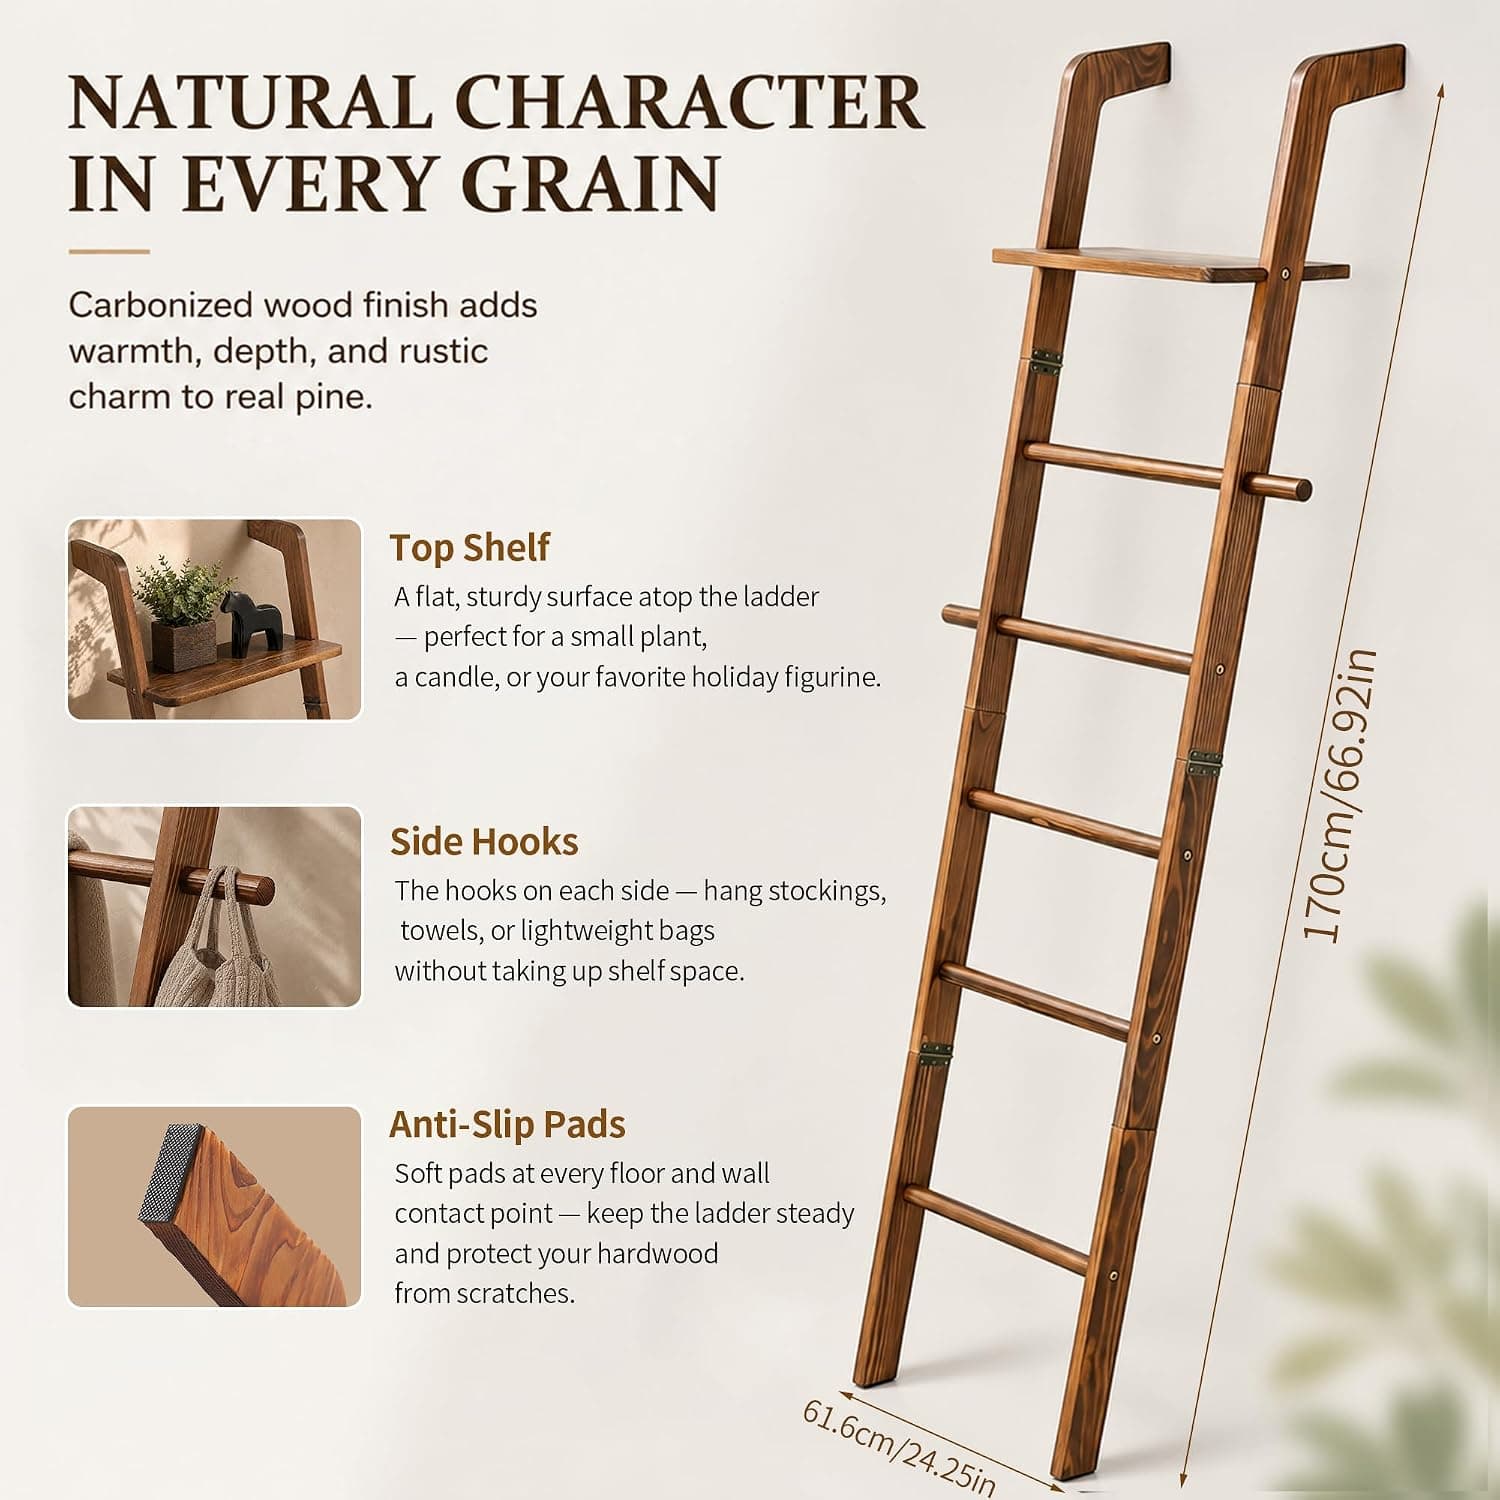 NATURAL CHARACTER
IN EVERY GRAIN
Carbonized wood finish adds
warmth, depth, and rustic
charm to real pine.
Top Shelf
A flat, sturdy surface atop the ladder
— perfect for a small plant,
a candle, or your favorite holiday figurine.
Side Hooks
The hooks on each side — hang stockings,
towels, or lightweight bags
without taking up shelf space.
Anti-Slip Pads
Soft pads at every floor and wall
contact point — keep the ladder steady
and protect your hardwood
from scratches.
170cm/66.92in
61.6cm/24.25in